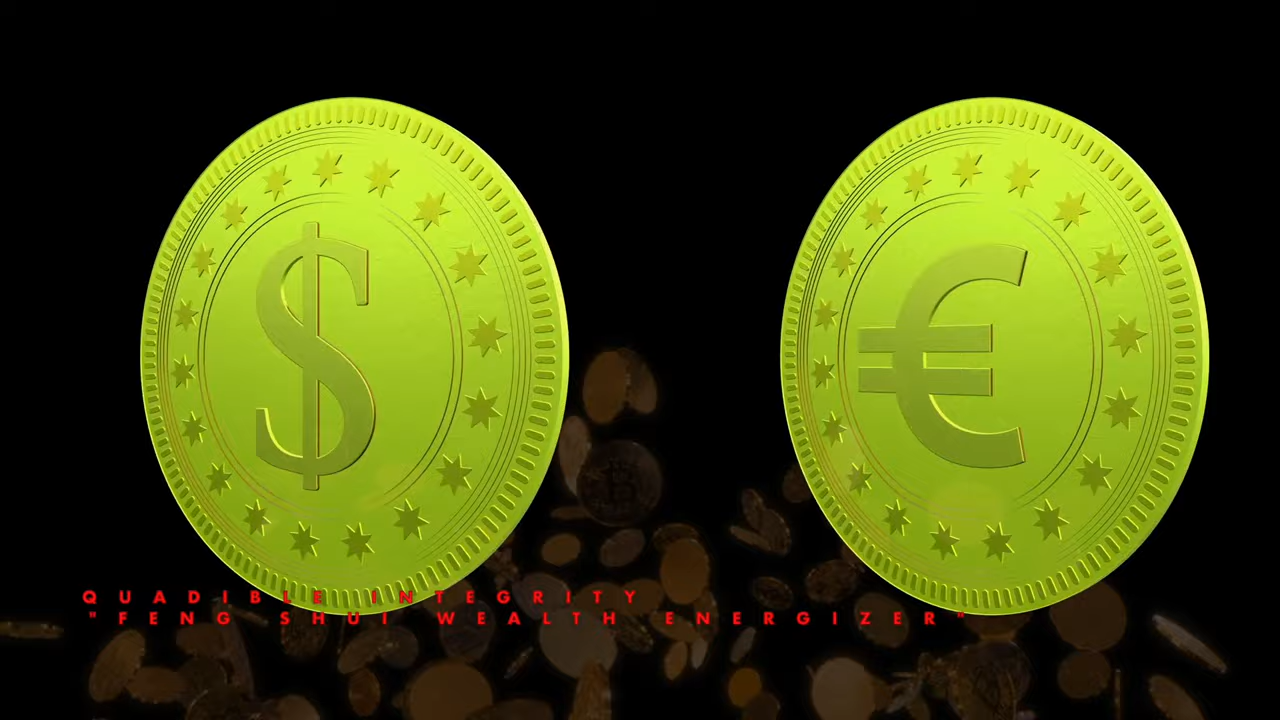 $ €
QUADIBLE INTEGRITY
"FENG SHUI WEALTH ENERGIZER"